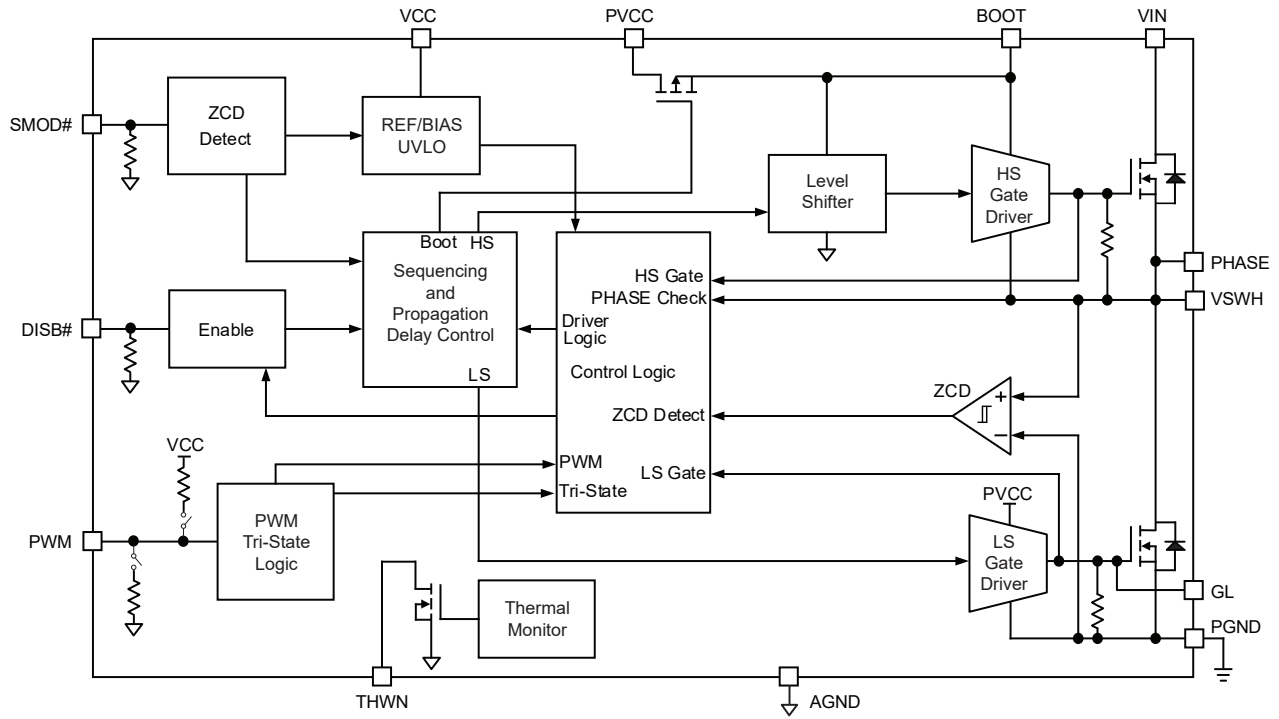 VCC
PVCC
BOOT
VIN
SMOD#
ZCD
Detect
REF/BIAS
UVLO
Level
Shifter
HS
Gate
Driver
Boot HS
Sequencing
and
Propagation
Delay Control
LS
HS Gate
PHASE Check
Driver
Logic
Control Logic
ZCD Detect
PWM
LS Gate
Tri-State
PHASE
VSWH
DISB#
Enable
ZCD
+
−
VCC
PWM
PWM
Tri-State
Logic
PVCC
LS
Gate
Driver
GL
PGND
Thermal
Monitor
THWN
AGND